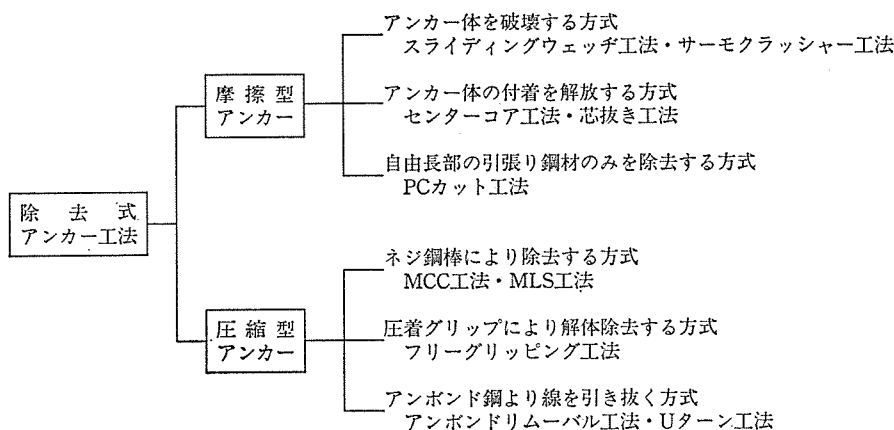 アンカー体を破壊する方式
スライディングウェッヂ工法・サーモクラッシャー工法
摩擦型
アンカー
アンカー体の付着を解放する方式
センターコア工法・芯抜き工法
自由長部の引張り鋼材のみを除去する方式
PCカット工法
除去式
アンカー工法
ネジ鋼棒により除去する方式
MCC工法・MLS工法
圧縮型
アンカー
圧着グリップにより解体除去する方式
フリーグリッピング工法
アンボンド鋼より線を引き抜く方式
アンボンドリムーバル工法・Uターン工法